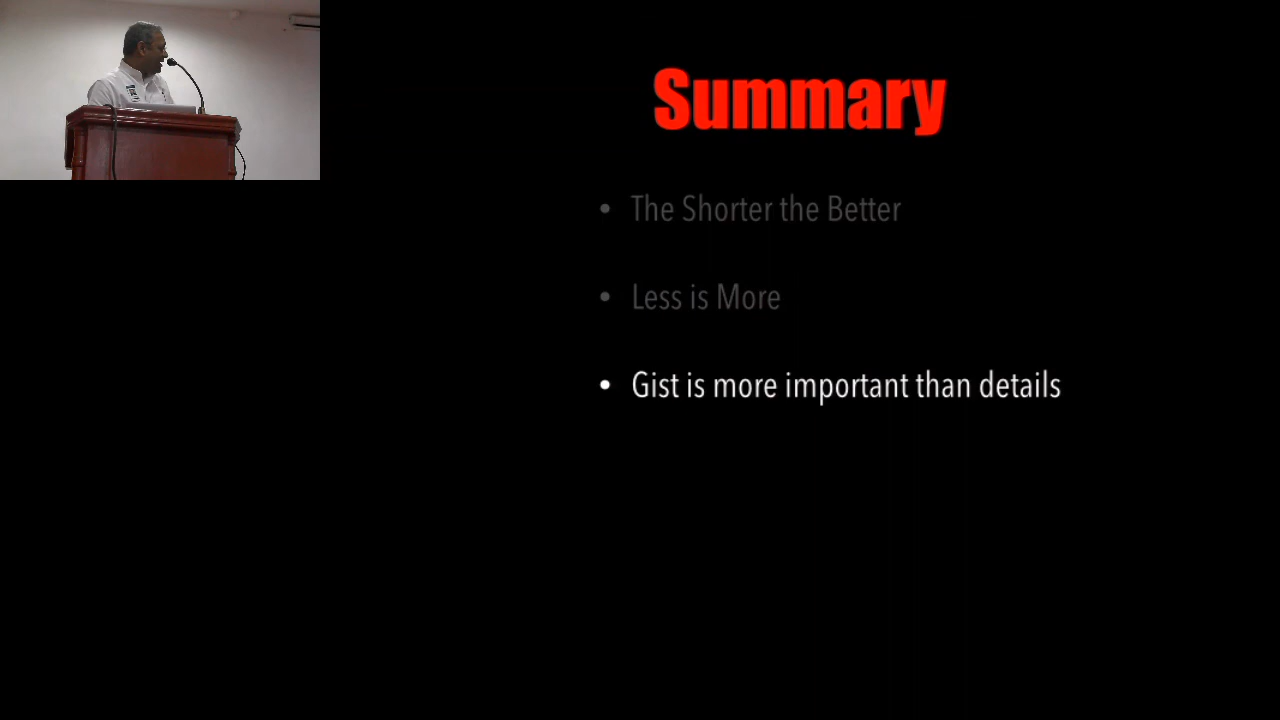 Summary
• The Shorter the Better
• Less is More
• Gist is more important than details